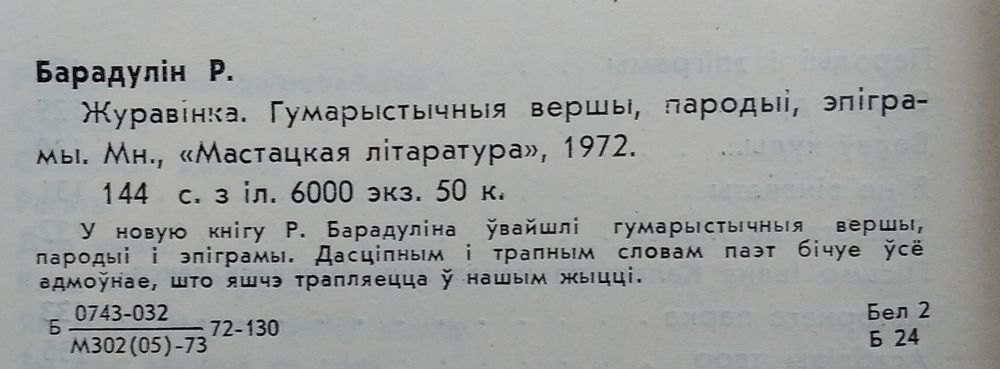 Барадулін Р.
Журавінка. Гумарыстычныя вершы, пародыі, эпігра-
мы. Мн., «Мастацкая літаратура», 1972.
144 с. з іл. 6000 экз. 50 к.
У новую кнігу Р. Барадуліна ўвайшлі гумарыстычныя вершы,
пародыі і эпіграмы. Дасціпным і трапным словам паэт бічуе ўсё
адмоўнае, што яшчэ трапляецца ў нашым жыцці.
0743-032
Б 72-130
М302(05)-73
Бел 2
Б 24